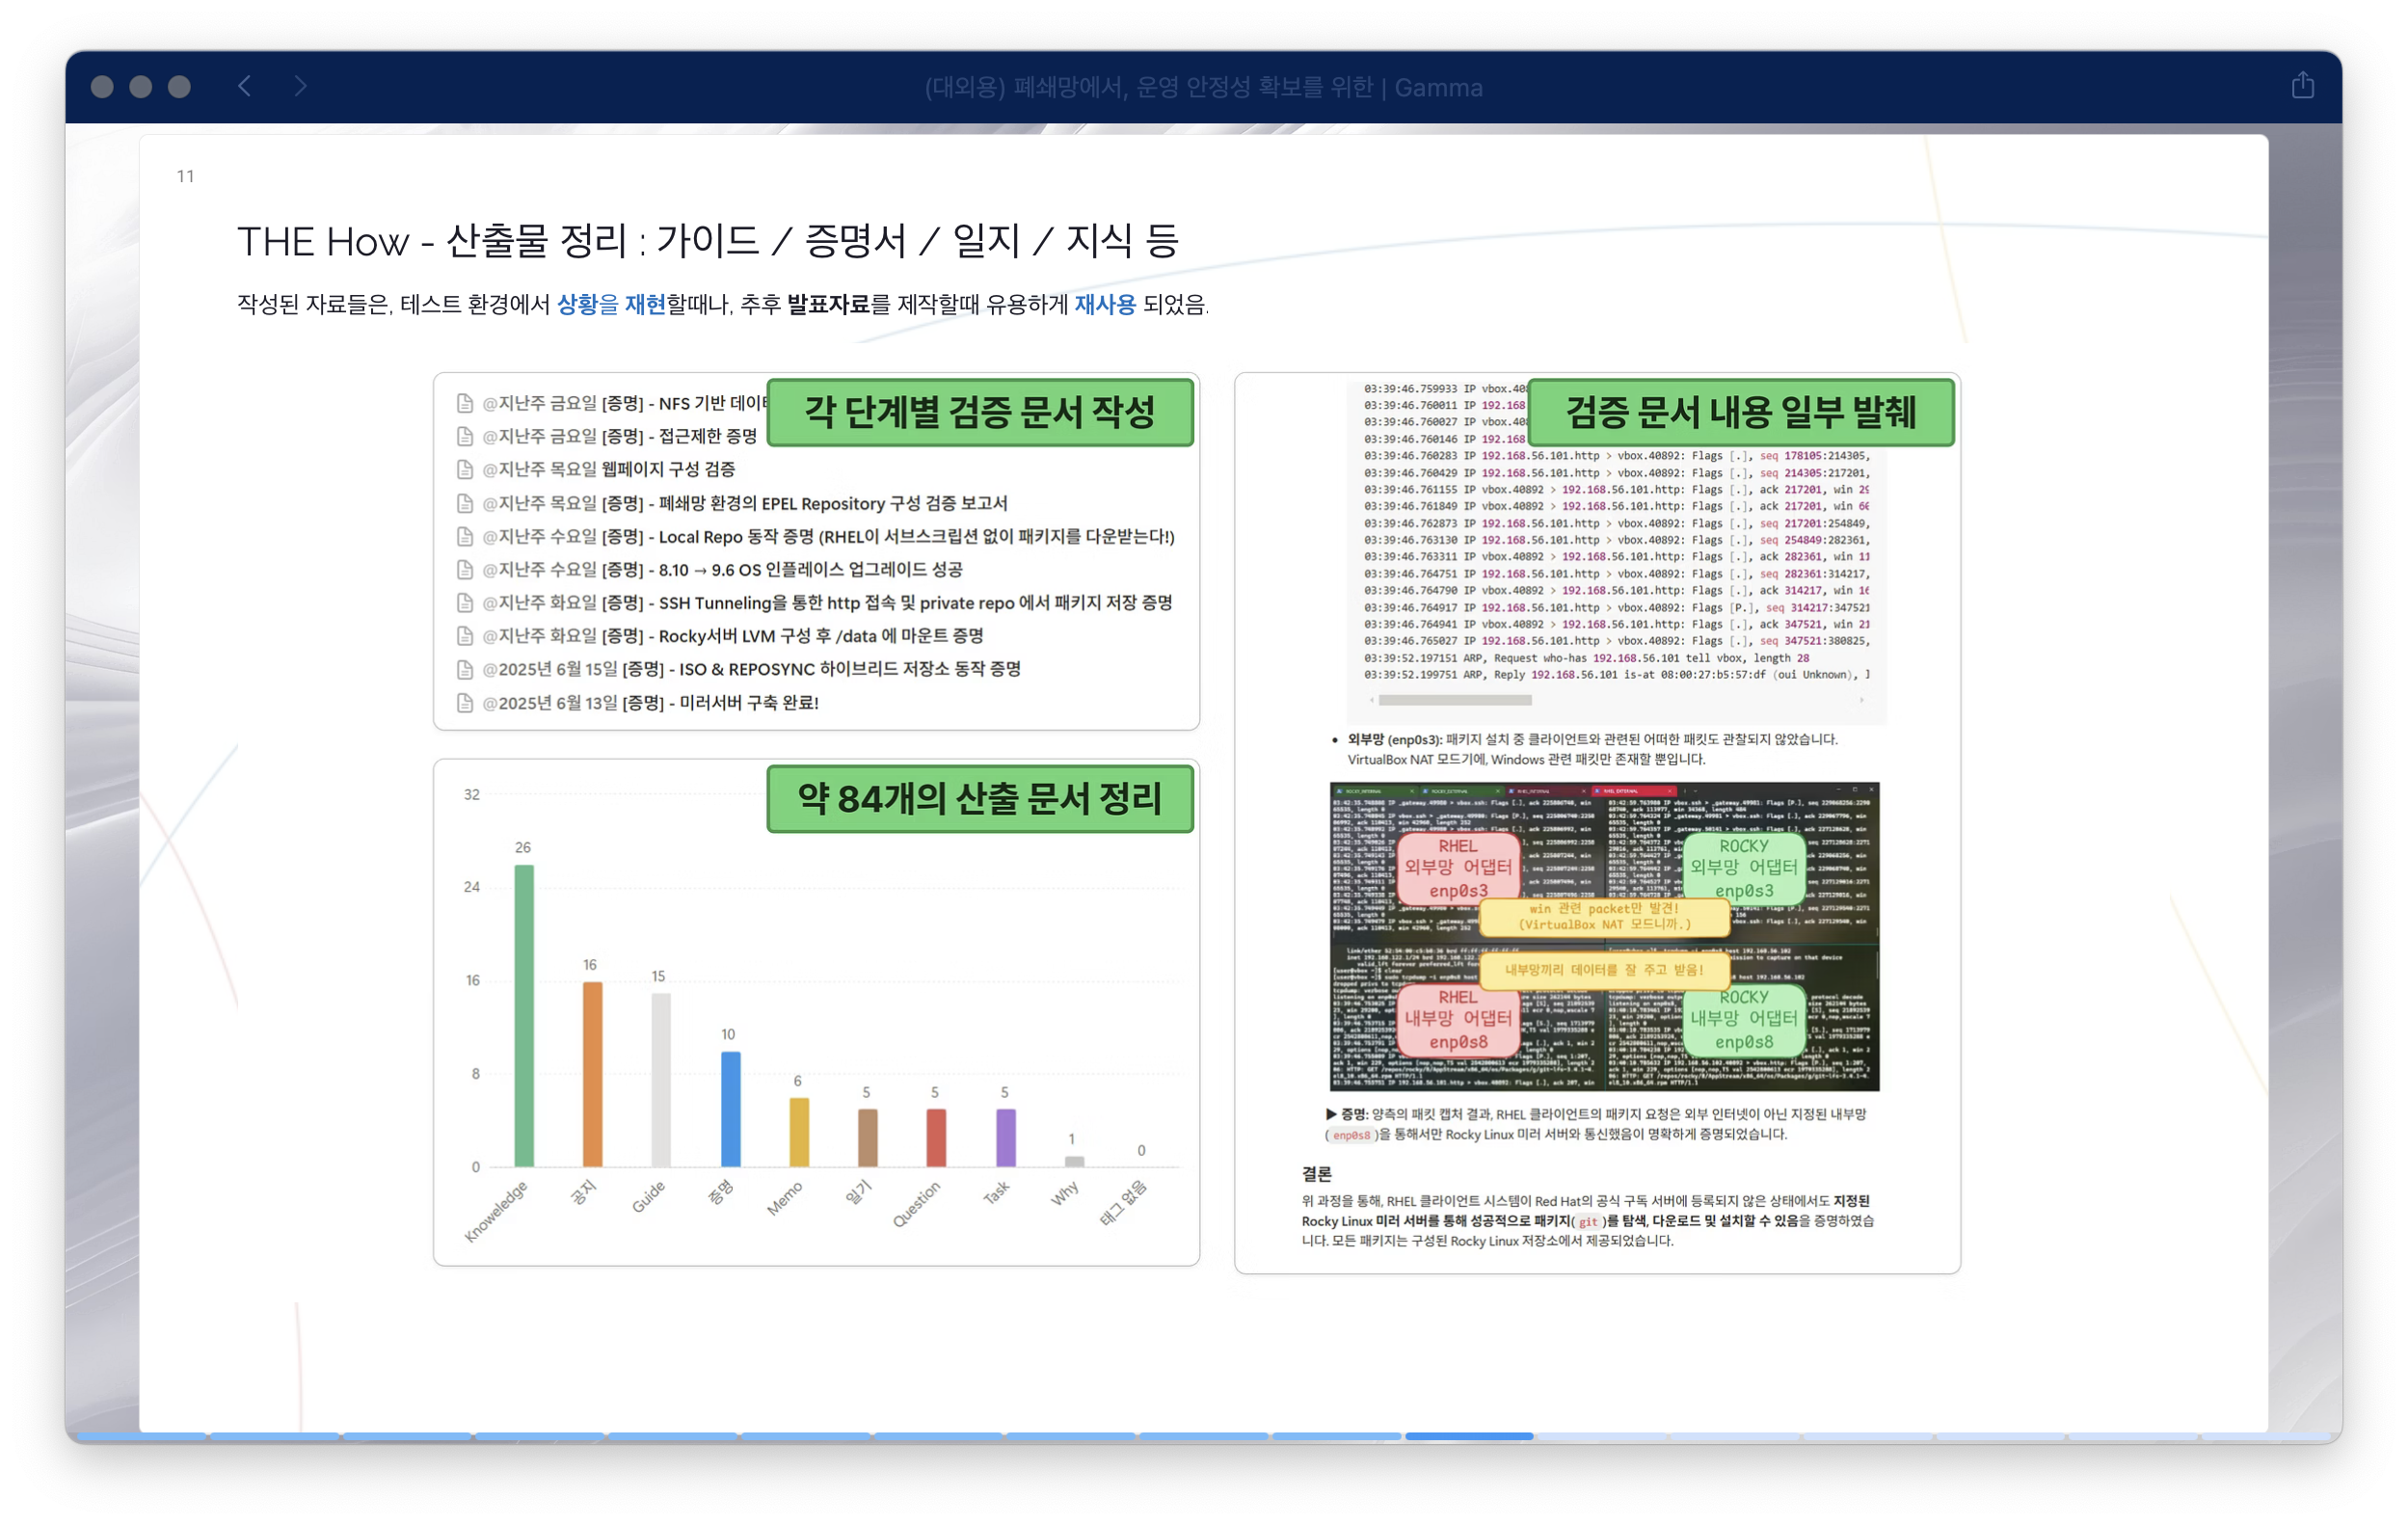 (대외용) 폐쇄망에서, 운영 안정성 확보를 위한 | Gamma
11
THE How - 산출물 정리 : 가이드 / 증명서 / 일지 / 지식 등
작성된 자료들은, 테스트 환경에서 상황을 재현할때나, 추후 발표자료를 제작할때 유용하게 재사용 되었음.
각 단계별 검증 문서 작성
@지난주 금요일 [증명] - NFS 기반
@지난주 금요일 [증명] - 접근제한 증명
@지난주 목요일 웹페이지 구성 검증
@지난주 목요일 [증명] - 폐쇄망 환경의 EPEL Repository 구성 검증 보고서
@지난주 수요일 [증명] - Local Repo 동작 증명 (RHEL이 서브스크립션 없이 패키지를 다운받는다!)
@지난주 수요일 [증명] - 8.10 → 9.6 OS 인플레이스 업그레이드 성공
@지난주 화요일 [증명] - SSH Tunneling을 통한 http 접속 및 private repo 에서 패키지 저장 증명
@지난주 화요일 [증명] - Rocky서버 LVM 구성 후 /data 에 마운트 증명
@2025년 6월 15일 [증명] - ISO & REPOSYNC 하이브리드 저장소 동작 증명
@2025년 6월 13일 [증명] - 미러서버 구축 완료!
약 84개의 산출 문서 정리
32
24
16
8
0
26
16
15
10
6
5
5
5
1
0
Knoweledge
공지
Guide
증명
Memo
일기
Question
Task
Why
태그 없음
검증 문서 내용 일부 발췌
03:39:46.759933 IP vbox.40
03:39:46.760011 IP 192.168
03:39:46.760027 IP vbox.40
03:39:46.760146 IP 192.168
03:39:46.760283 IP 192.168.56.101.http > vbox.40892: Flags [.], seq 178105:214305,
03:39:46.760429 IP 192.168.56.101.http > vbox.40892: Flags [.], seq 214305:217201,
03:39:46.761155 IP vbox.40892 > 192.168.56.101.http: Flags [.], ack 217201, win 29
03:39:46.761849 IP vbox.40892 > 192.168.56.101.http: Flags [.], ack 217201, win 60
03:39:46.762873 IP 192.168.56.101.http > vbox.40892: Flags [.], seq 217201:254849,
03:39:46.763130 IP 192.168.56.101.http > vbox.40892: Flags [.], seq 254849:282361,
03:39:46.763311 IP vbox.40892 > 192.168.56.101.http: Flags [.], ack 282361, win 11
03:39:46.764751 IP 192.168.56.101.http > vbox.40892: Flags [.], seq 282361:314217,
03:39:46.764790 IP vbox.40892 > 192.168.56.101.http: Flags [.], ack 314217, win 16
03:39:46.764917 IP 192.168.56.101.http > vbox.40892: Flags [P.], seq 314217:347521
03:39:46.764941 IP vbox.40892 > 192.168.56.101.http: Flags [.], ack 347521, win 21
03:39:46.765027 IP 192.168.56.101.http > vbox.40892: Flags [.], seq 347521:380825,
03:39:52.197151 ARP, Request who-has 192.168.56.101 tell vbox, length 28
03:39:52.199751 ARP, Reply 192.168.56.101 is-at 08:00:27:b5:57:df (oui Unknown),
• 외부망 (enp0s3): 패키지 설치 중 클라이언트와 관련된 어떠한 패킷도 관찰되지 않았습니다.
VirtualBox NAT 모드기에, Windows 관련 패킷만 존재할 뿐입니다.
RHEL
외부망 어댑터
enp0s3
ROCKY
외부망 어댑터
enp0s3
win 관련 packet만 발견!
(VirtualBox NAT 모드니까.)
내부망끼리 데이터를 잘 주고 받음!
RHEL
내부망 어댑터
enp0s8
ROCKY
내부망 어댑터
enp0s8
▶ 증명: 양측의 패킷 캡처 결과, RHEL 클라이언트의 패키지 요청은 외부 인터넷이 아닌 지정된 내부망
(enp0s8)을 통해서만 Rocky Linux 미러 서버와 통신했음이 명확하게 증명되었습니다.
결론
위 과정을 통해, RHEL 클라이언트 시스템이 Red Hat의 공식 구독 서버에 등록되지 않은 상태에서도 지정된
Rocky Linux 미러 서버를 통해 성공적으로 패키지(git)를 탐색, 다운로드 및 설치할 수 있음을 증명하였습
니다. 모든 패키지는 구성된 Rocky Linux 저장소에서 제공되었습니다.